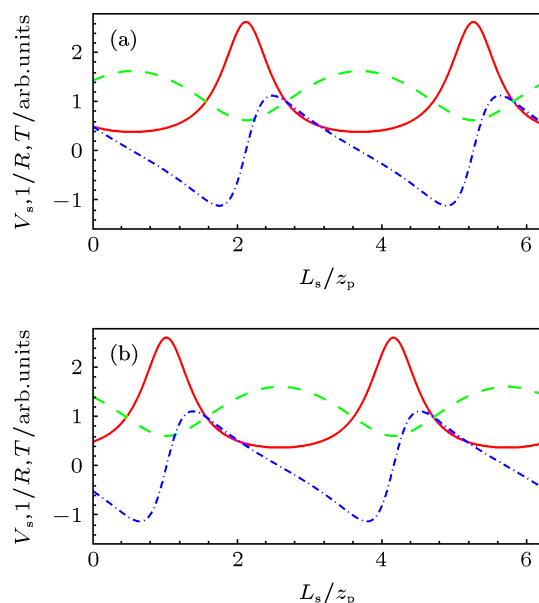 (a)
V_s, 1/R, T/arb.units
2
1
0
−1
0 2 4 6
L_s/z_p
(b)
V_s, 1/R, T/arb.units
2
1
0
−1
0 2 4 6
L_s/z_p